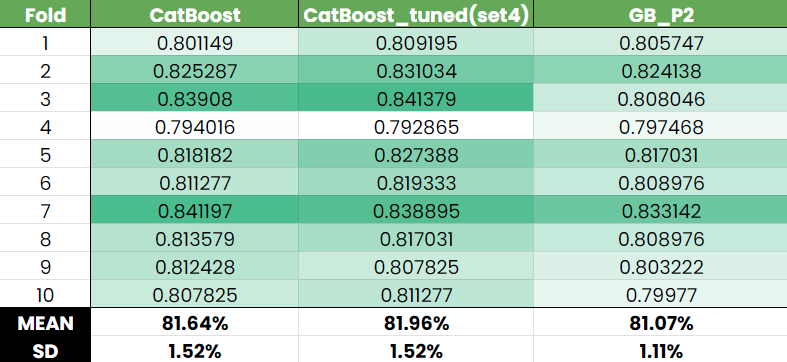 Fold CatBoost CatBoost_tuned(set4) GB_P2
1 0.801149 0.809195 0.805747
2 0.825287 0.831034 0.824138
3 0.83908 0.841379 0.808046
4 0.794016 0.792865 0.797468
5 0.818182 0.827388 0.817031
6 0.811277 0.819333 0.808976
7 0.841197 0.838895 0.833142
8 0.813579 0.817031 0.808976
9 0.812428 0.807825 0.803222
10 0.807825 0.811277 0.79977
MEAN 81.64% 81.96% 81.07%
SD 1.52% 1.52% 1.11%